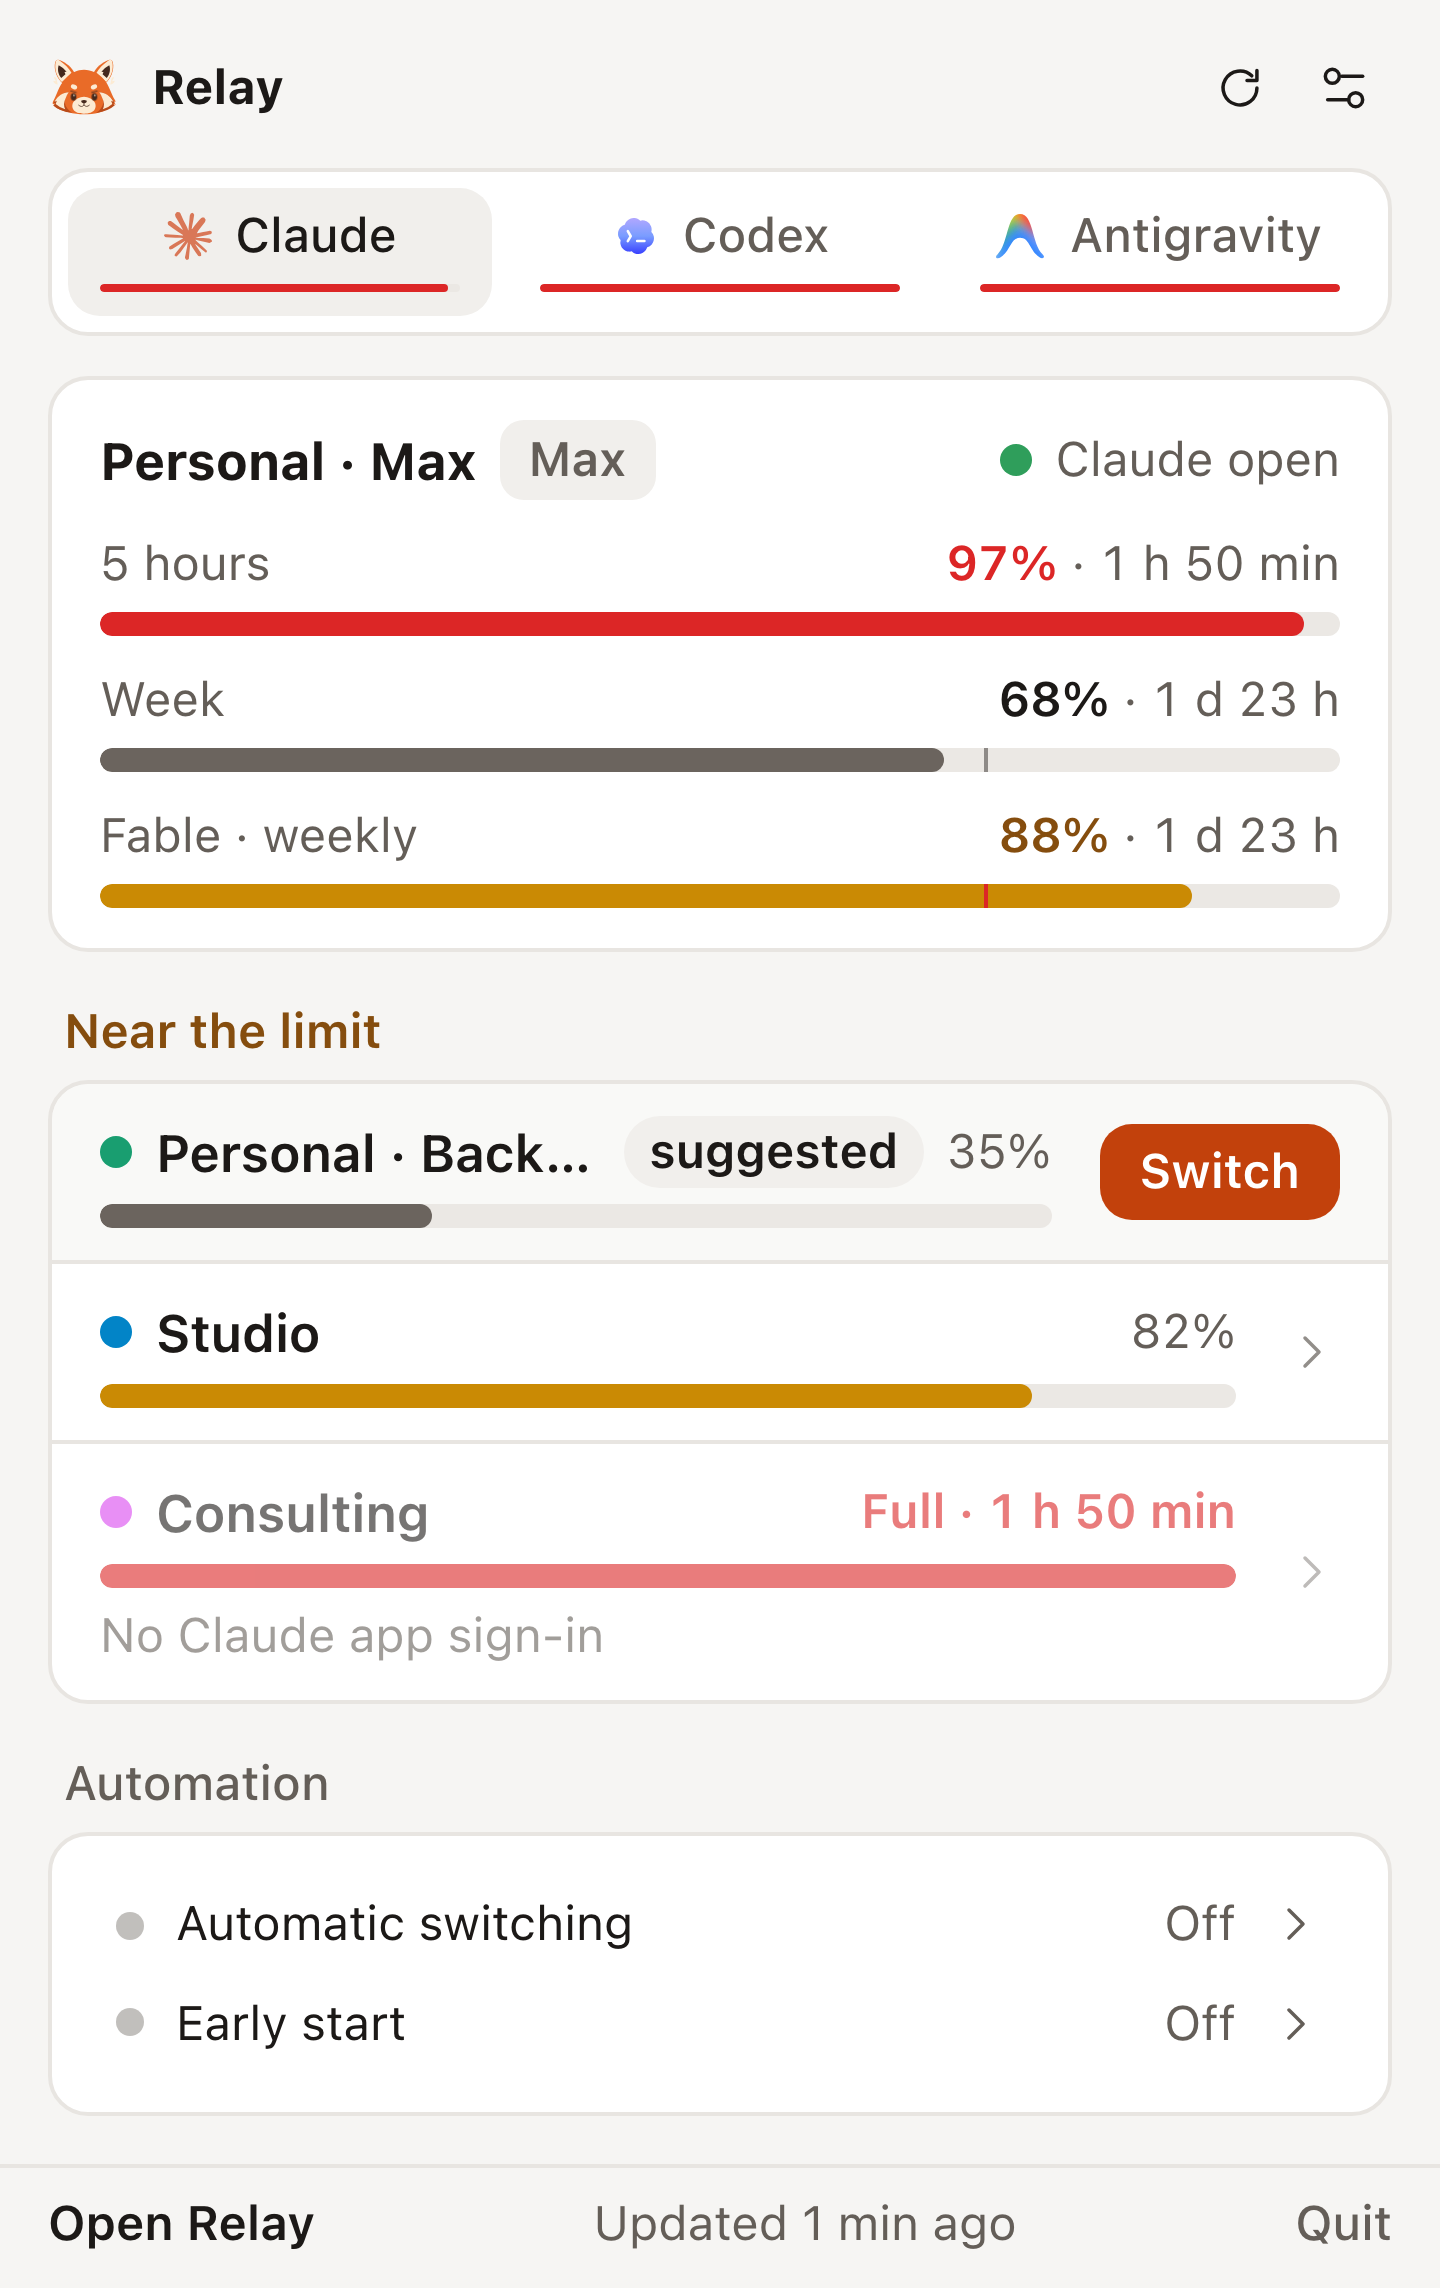 Relay
Claude Codex Antigravity
Personal · Max Max Claude open
5 hours 97% · 1 h 50 min
Week 68% · 1 d 23 h
Fable · weekly 88% · 1 d 23 h
Near the limit
Personal · Back... suggested 35% Switch
Studio 82%
Consulting Full · 1 h 50 min
No Claude app sign-in
Automation
Automatic switching Off
Early start Off
Open Relay Updated 1 min ago Quit